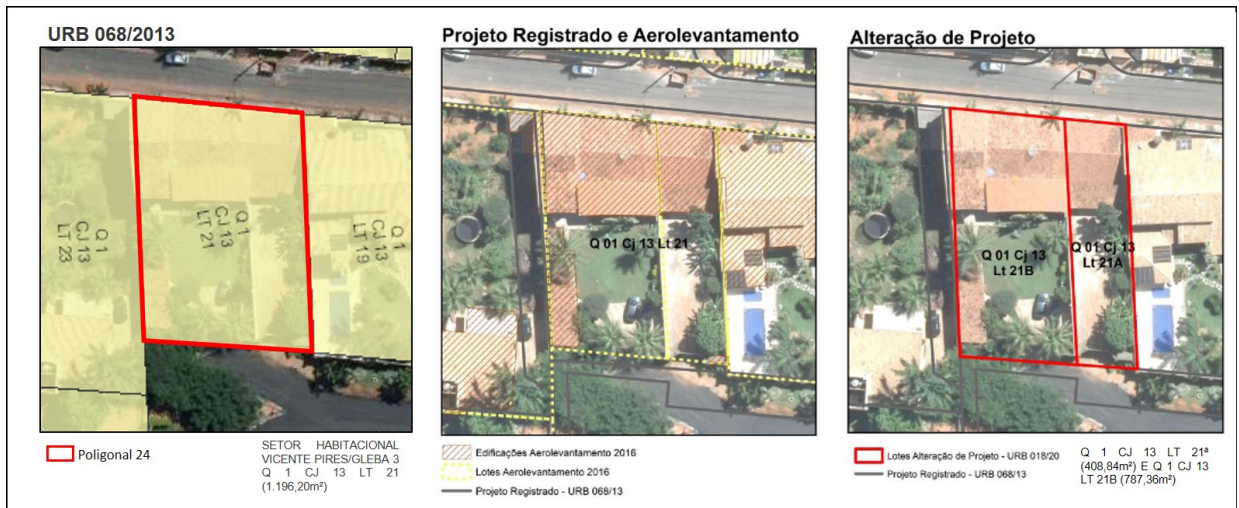 URB 068/2013
Q 1
CJ 13
LT 23
Q 1
CJ 13
LT 21
Q 1
CJ 13
LT 19
Poligonal 24
SETOR HABITACIONAL
VICENTE PIRES/GLEBA 3
Q 1 CJ 13 LT 21
(1.196,20m²)
Projeto Registrado e Aerolevantamento
Q 01 Cj 13 Lt 21
Edificações Aerolevantamento 2016
Lotes Aerolevantamento 2016
Projeto Registrado - URB 068/13
Alteração de Projeto
Q 01 Cj 13
Lt 21B
Q 01 Cj 13
Lt 21A
Lotes Alteração de Projeto - URB 018/20
Projeto Registrado - URB 068/13
Q 1 CJ 13 LT 21ª
(408,84m²) E Q 1 CJ 13
LT 21B (787,36m²)